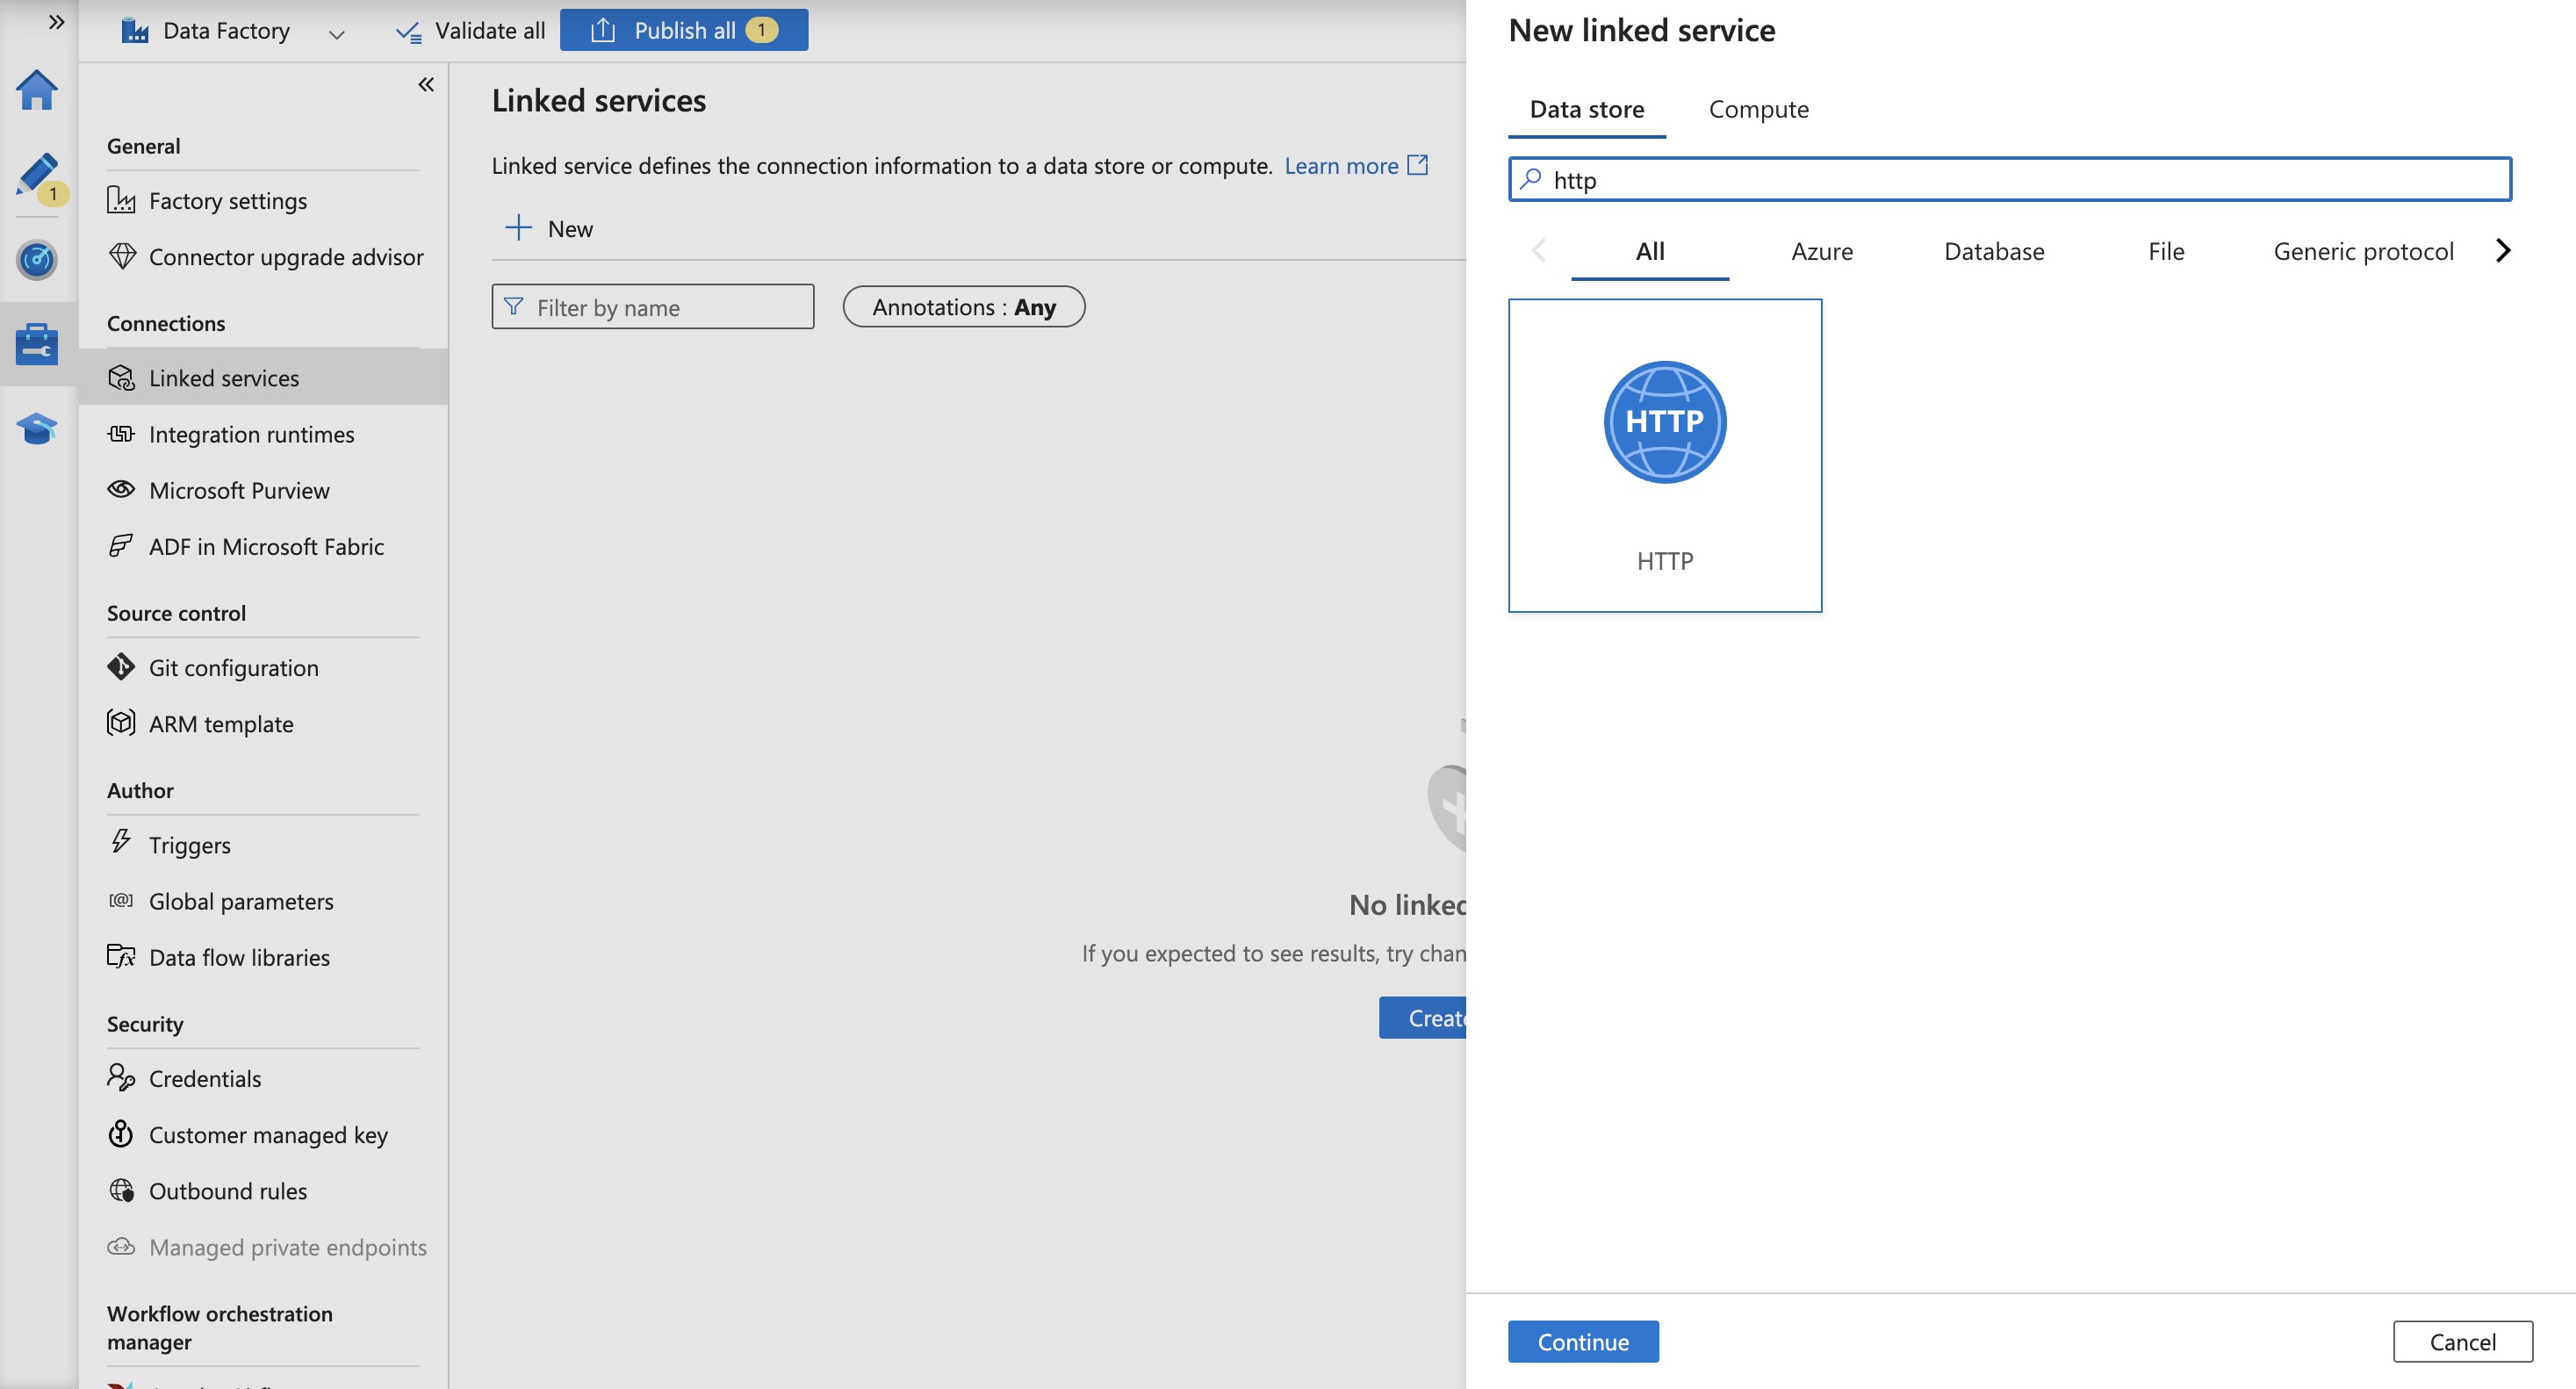 Data Factory
Validate all
Publish all 1
1
General
Factory settings
Connector upgrade advisor
Connections
Linked services
Integration runtimes
Microsoft Purview
ADF in Microsoft Fabric
Source control
Git configuration
ARM template
Author
Triggers
[@] Global parameters
Data flow libraries
Security
Credentials
Customer managed key
Outbound rules
Managed private endpoints
Workflow orchestration
manager
Linked services
Linked service defines the connection information to a data store or compute. Learn more
New
Filter by name
Annotations : Any
No linked
If you expected to see results, try chan
Create
New linked service
Data store Compute
http
All Azure Database File Generic protocol
HTTP
HTTP
Continue Cancel